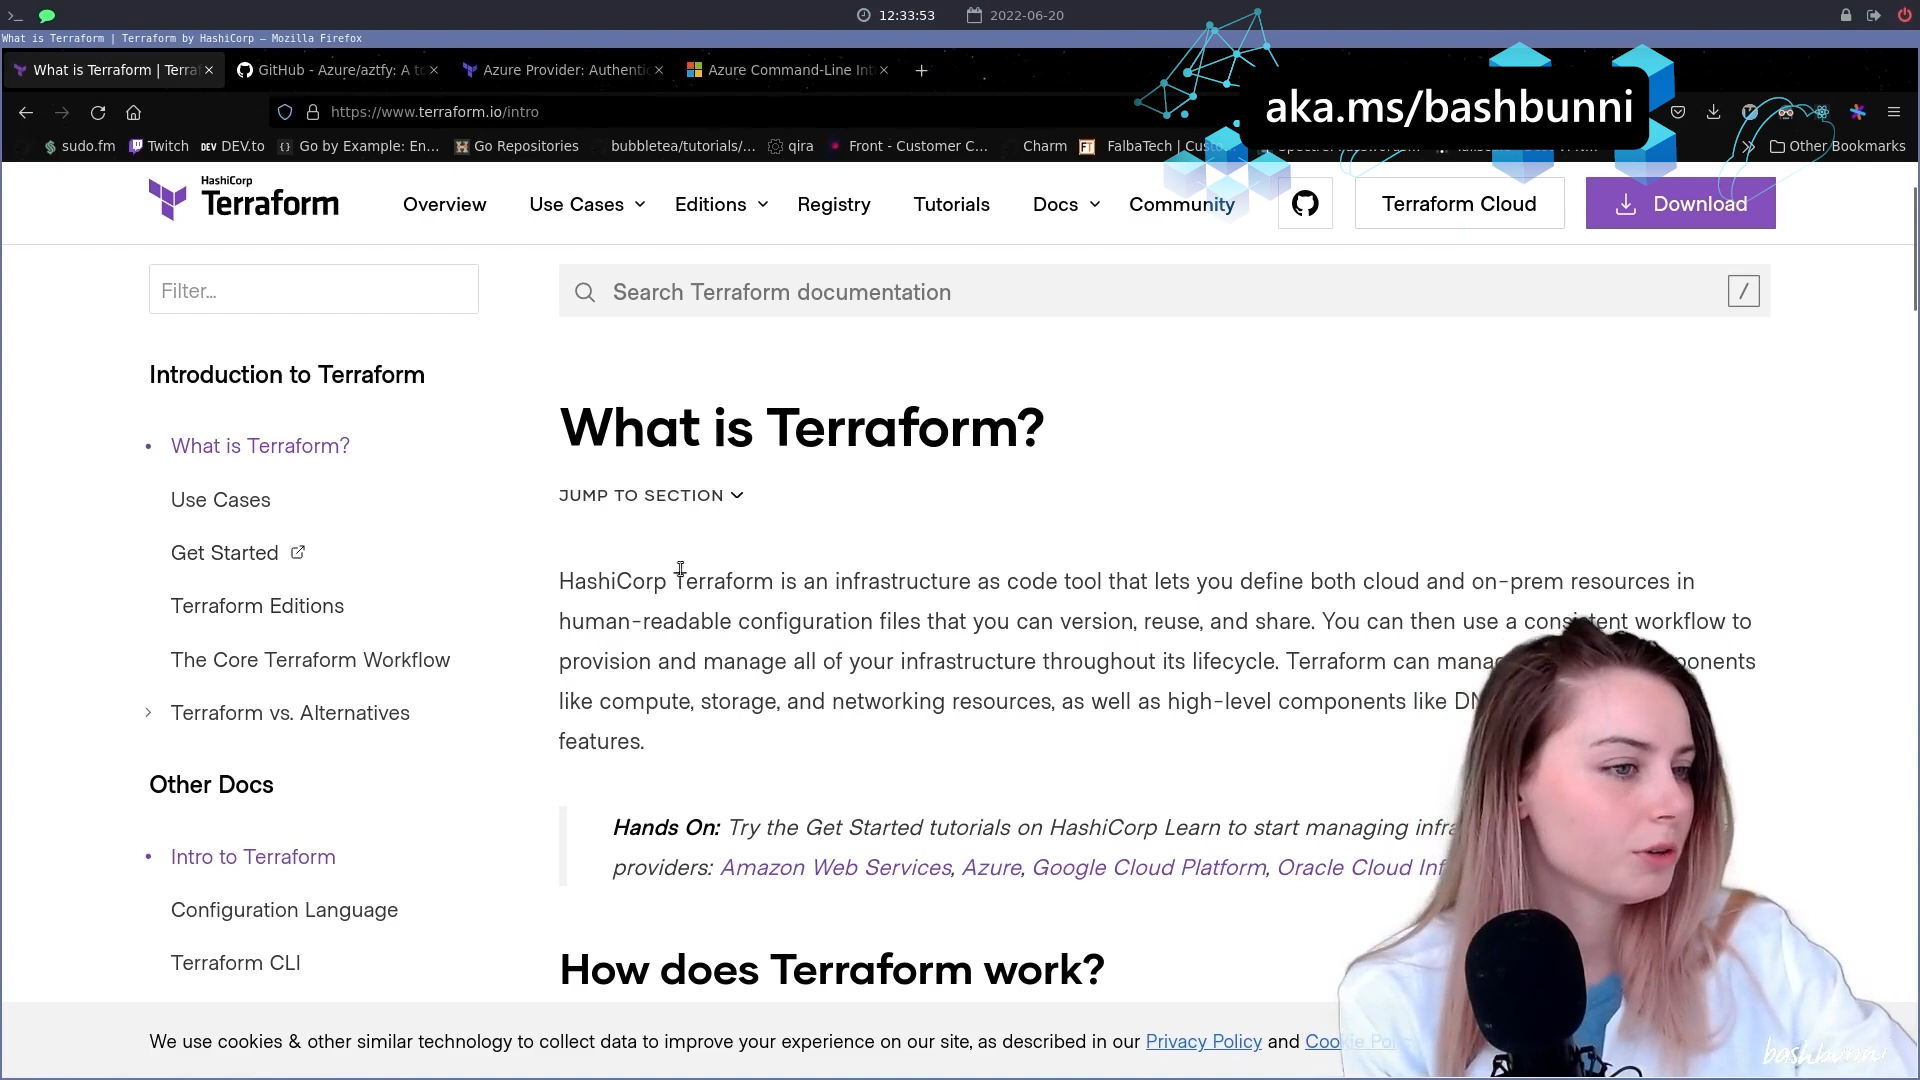 12:33:53
2022-06-20
What is Terraform | Terraform by HashiCorp — Mozilla Firefox
What is Terraform | Terra
GitHub - Azure/aztfy: A to
Azure Provider: Authentic
Azure Command-Line Int
aka.ms/bashbunni
https://www.terraform.io/intro
sudo.fm
Twitch
DEV DEV.to
Go by Example: En...
Go Repositories
bubbletea/tutorials/...
qira
Front - Customer C...
Charm
FT FalbaTech | Custo
Other Bookmarks
HashiCorp
Terraform
Overview
Use Cases
Editions
Registry
Tutorials
Docs
Community
Terraform Cloud
Download
Filter...
Search Terraform documentation
/
Introduction to Terraform
What is Terraform?
Use Cases
Get Started
Terraform Editions
The Core Terraform Workflow
Terraform vs. Alternatives
Other Docs
Intro to Terraform
Configuration Language
Terraform CLI
What is Terraform?
JUMP TO SECTION
HashiCorp Terraform is an infrastructure as code tool that lets you define both cloud and on-prem resources in
human-readable configuration files that you can version, reuse, and share. You can then use a consistent workflow to
provision and manage all of your infrastructure throughout its lifecycle. Terraform can
like compute, storage, and networking resources, as well as high-level components like
features.
Hands On: Try the Get Started tutorials on HashiCorp Learn to start managing
providers: Amazon Web Services, Azure, Google Cloud Platform, Oracle Cloud
How does Terraform work?
We use cookies & other similar technology to collect data to improve your experience on our site, as described in our Privacy Policy and
bashbunni